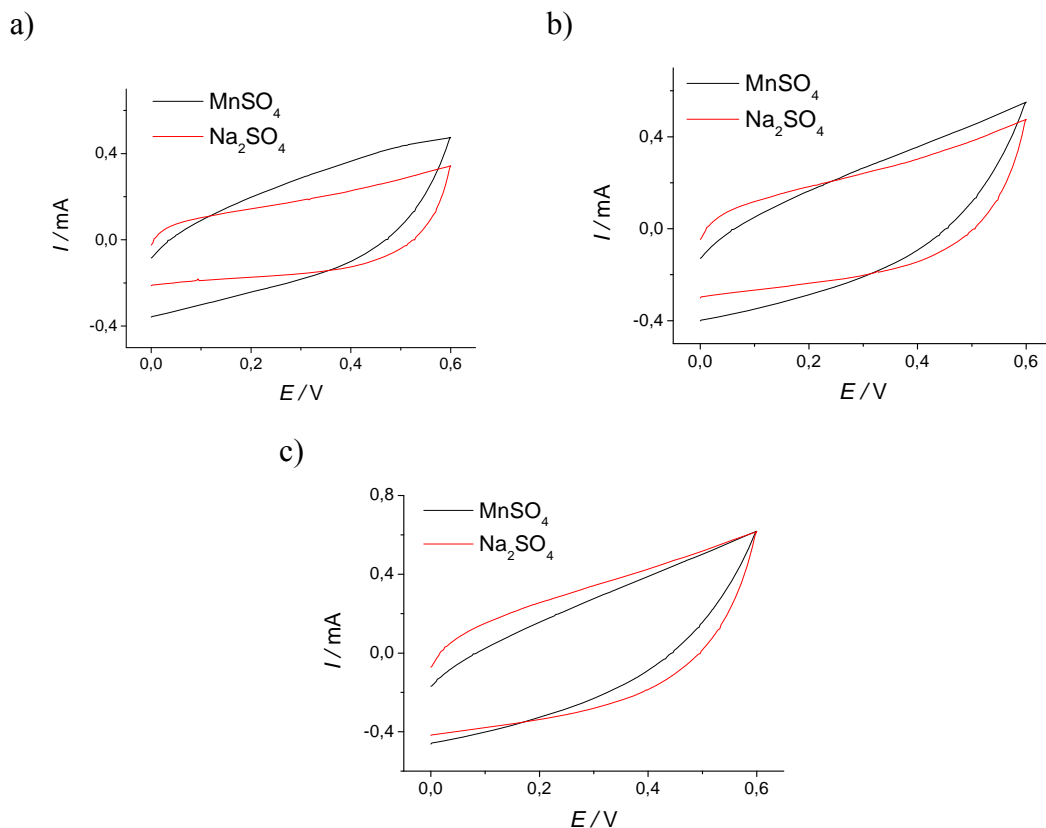 a)
MnSO₄
Na₂SO₄
0,4
0,0
-0,4
I / mA
0,0
0,2
0,4
0,6
E / V
b)
MnSO₄
Na₂SO₄
0,4
0,0
-0,4
I / mA
0,0
0,2
0,4
0,6
E / V
c)
0,8
MnSO₄
Na₂SO₄
0,4
0,0
-0,4
I / mA
0,0
0,2
0,4
0,6
E / V